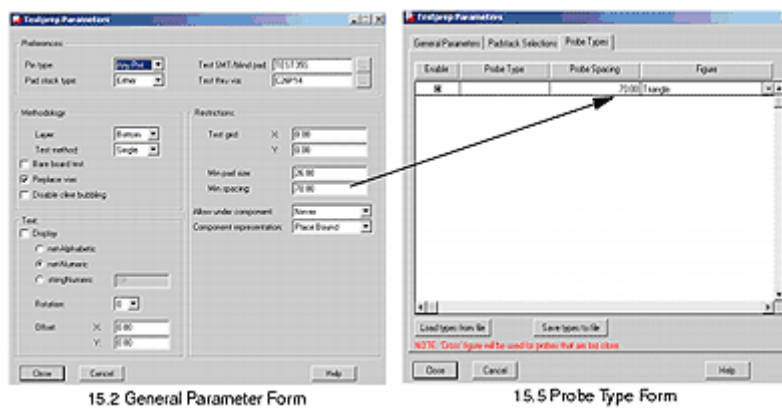 Testprep Parameters
Preferences:
Pin type: Any Pnt
Pad stack type: Either
Test SMT/blind pad:
Test thru via:
Methodology
Layer: Bottom
Test method: Single
Bare board test
Replace vias
Disable cline bubbling
Text:
Display
net-Alphabetic
net-Numeric
stringNumeric
Rotation: 0
Offset X: 0.00
Y: 0.00
Restrictions:
Test grid X: 0.00
Y: 0.00
Min pad size: 26.00
Min spacing: 70.00
Allow under component: Never
Component representation: Place Bound
Close Cancel Help
15.2 General Parameter Form
Testprep Parameters
General Parameters Padstack Selections Probe Types
Enable Probe Type Probe Spacing Figure
70.00 Triangle
Load types from file Save types to file
NOTE: 'Cross' figure will be used for probes that are too close.
Close Cancel Help
15.5 Probe Type Form